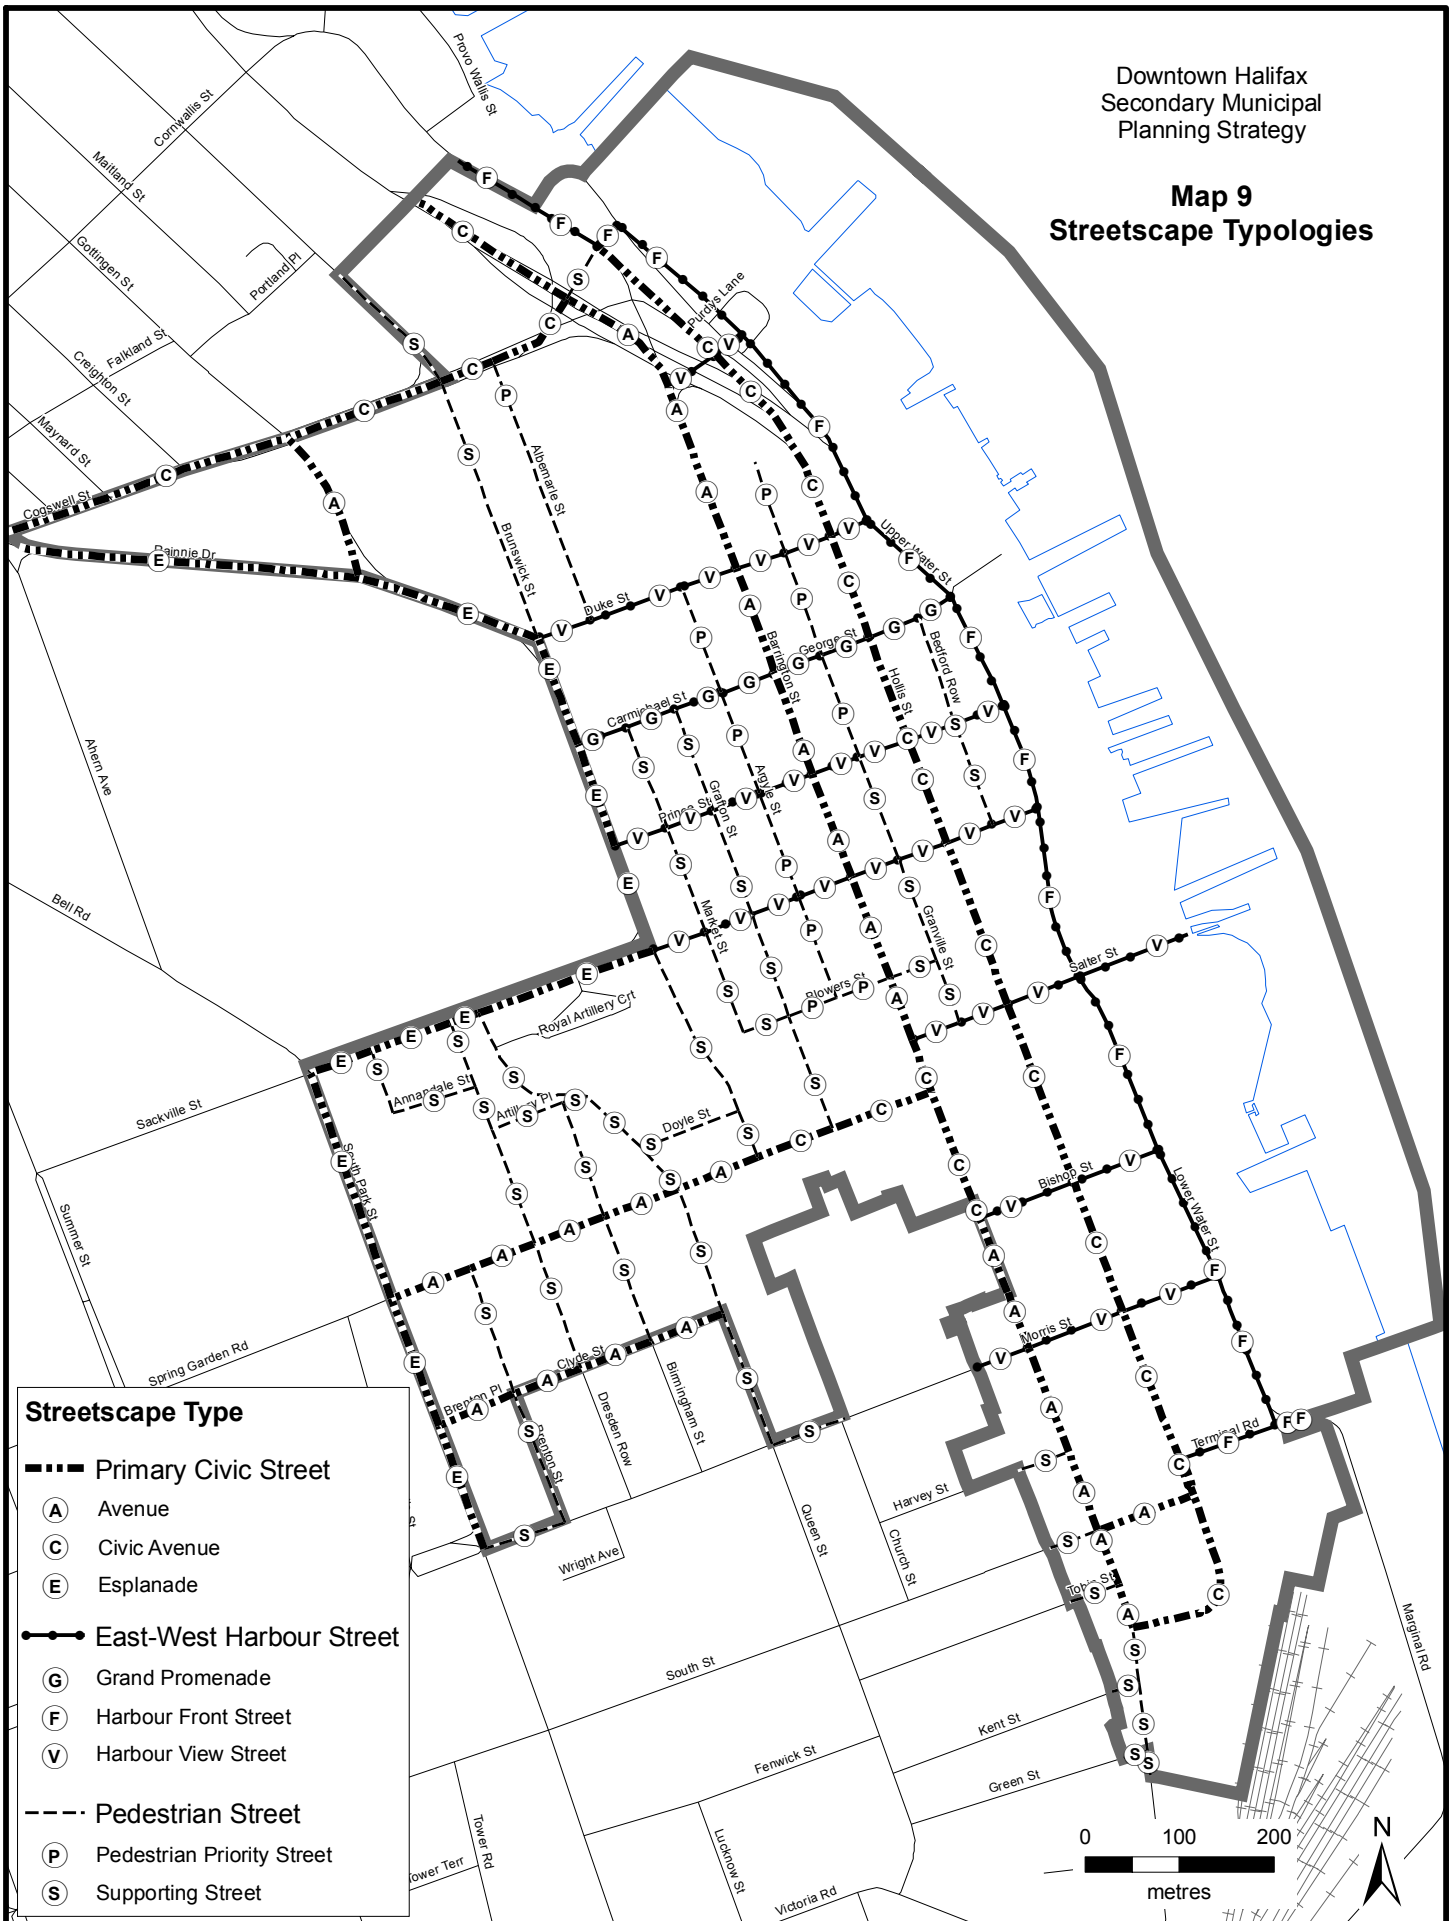 Downtown Halifax
Secondary Municipal
Planning Strategy
Map 9
Streetscape Typologies
Provo Wallis St
Cornwallis St
Maitland St
Gottingen St
Portland Pl
Falkland St
Creighton St
Maynard St
Cogswell St
Rainnie Dr
Purdys Lane
Albemarle St
Brunswick St
Duke St
Upper Water St
Barrington St
George St
Bedford Row
Hollis St
Carmichael St
Argyle St
Grafton St
Prince St
Market St
Granville St
Blowers St
Salter St
Ahern Ave
Bell Rd
Royal Artillery Crt
Annandale St
Artillery Pl
Doyle St
Sackville St
South Park St
Summer St
Bishop St
Lower Water St
Morris St
Spring Garden Rd
Clyde St
Brenton Pl
Dresden Row
Birmingham St
Brenton St
Terminal Rd
Harvey St
Queen St
Church St
Wright Ave
Tobin St
Marginal Rd
South St
Kent St
Fenwick St
Green St
Tower Rd
Tower Terr
Lucknow St
Victoria Rd
St
Streetscape Type
Primary Civic Street
A Avenue
C Civic Avenue
E Esplanade
East-West Harbour Street
G Grand Promenade
F Harbour Front Street
V Harbour View Street
Pedestrian Street
P Pedestrian Priority Street
S Supporting Street
0 100 200
metres
N